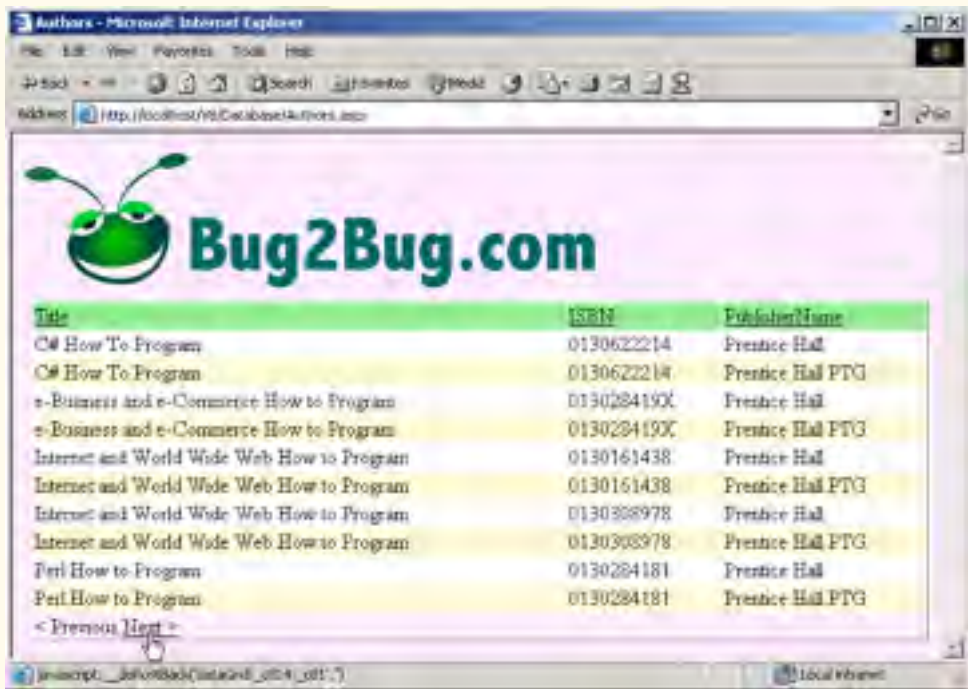 Authors - Microsoft Internet Explorer
File Edit View Favorites Tools Help
Back Search Favorites Media
Address http://localhost/VB/Database/Authors.aspx Go
Bug2Bug.com
Title ISBN PublisherName
C# How To Program 0130622214 Prentice Hall
C# How To Program 0130622214 Prentice Hall PTG
e-Business and e-Commerce How to Program 013028419X Prentice Hall
e-Business and e-Commerce How to Program 013028419X Prentice Hall PTG
Internet and World Wide Web How to Program 0130161438 Prentice Hall
Internet and World Wide Web How to Program 0130161438 Prentice Hall PTG
Internet and World Wide Web How to Program 0130308978 Prentice Hall
Internet and World Wide Web How to Program 0130308978 Prentice Hall PTG
Perl How to Program 0130284181 Prentice Hall
Perl How to Program 0130284181 Prentice Hall PTG
< Previous Next >
Local intranet